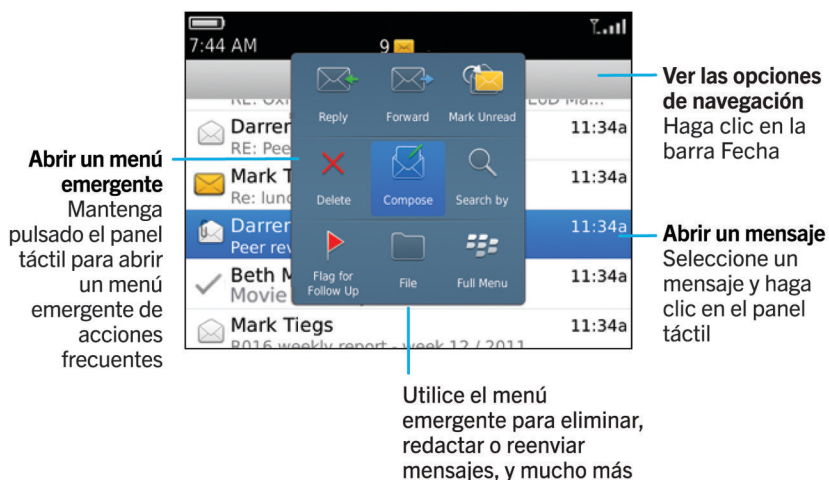 7:44 AM
9
Darren
RE: Pee
11:34a
Mark T
Re: lunc
11:34a
Darren
Peer rev
11:34a
Beth M
Movie
11:34a
Mark Tiegs
R016 weekly report - week 12 / 2011
11:34a
Reply
Forward
Mark Unread
Delete
Compose
Search by
Flag for
Follow Up
File
Full Menu
Abrir un menú
emergente
Mantenga
pulsado el panel
táctil para abrir
un menú
emergente de
acciones
frecuentes
Ver las opciones
de navegación
Haga clic en la
barra Fecha
Abrir un mensaje
Seleccione un
mensaje y haga
clic en el panel
táctil
Utilice el menú
emergente para eliminar,
redactar o reenviar
mensajes, y mucho más